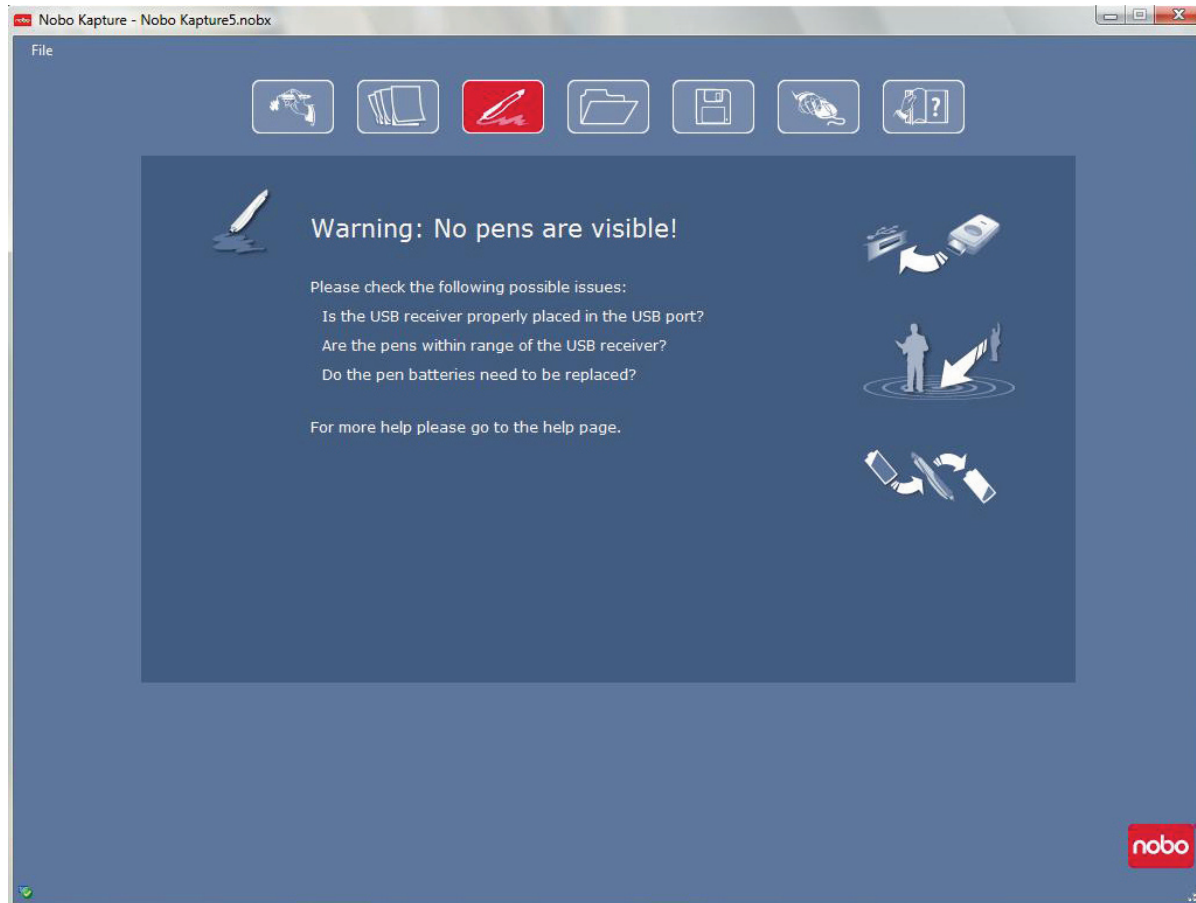 nobo Nobo Kapture - Nobo Kapture5.nobx
File
?
Warning: No pens are visible!
Please check the following possible issues:
Is the USB receiver properly placed in the USB port?
Are the pens within range of the USB receiver?
Do the pen batteries need to be replaced?
For more help please go to the help page.
nobo